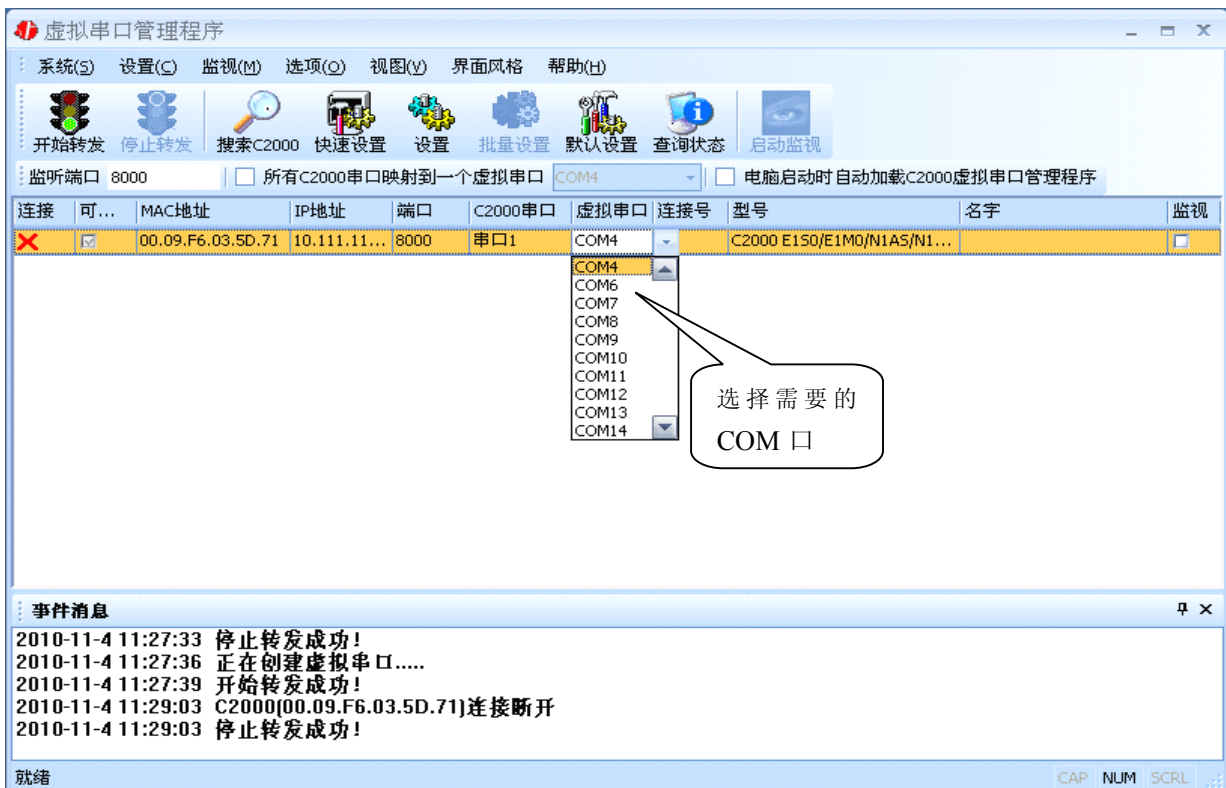 虚拟串口管理程序
系统(S) 设置(C) 监视(M) 选项(O) 视图(V) 界面风格 帮助(H)
开始转发 停止转发 搜索C2000 快速设置 设置 批量设置 默认设置 查询状态 启动监视
监听端口 8000 所有C2000串口映射到一个虚拟串口 COM4 电脑启动时自动加载C2000虚拟串口管理程序
连接 可... MAC地址 IP地址 端口 C2000串口 虚拟串口 连接号 型号 名字 监视
00.09.F6.03.5D.71 10.111.11... 8000 串口1 COM4 C2000 E1S0/E1M0/N1A5/N1...
COM4
COM6
COM7
COM8
COM9
COM10
COM11
COM12
COM13
COM14
选择需要的
COM 口
事件消息
2010-11-4 11:27:33 停止转发成功!
2010-11-4 11:27:36 正在创建虚拟串口.....
2010-11-4 11:27:39 开始转发成功!
2010-11-4 11:29:03 C2000(00.09.F6.03.5D.71)连接断开
2010-11-4 11:29:03 停止转发成功!
就绪 CAP NUM SCRL